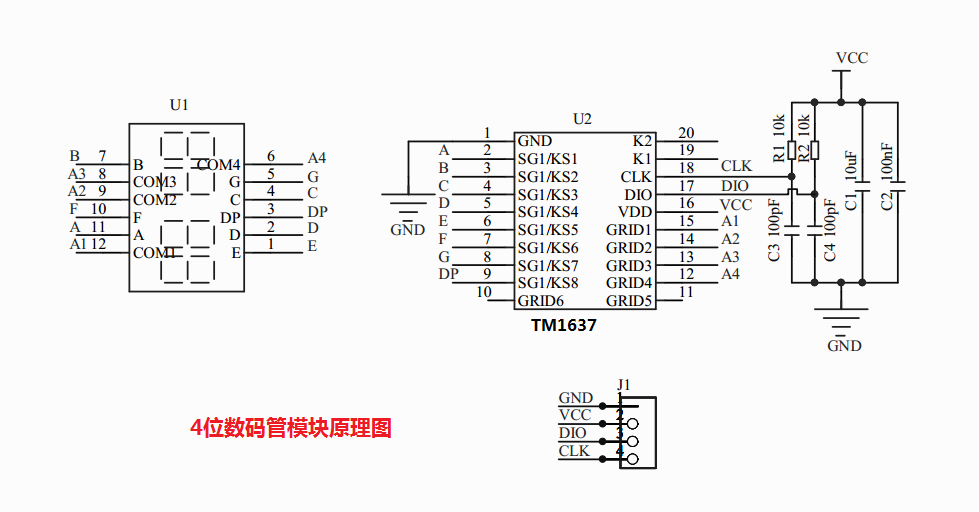 VCC
U1
U2
B 7 B
A3 8 COM3
A2 9 COM2
F 10 F
A 11 A
A1 12 COM1
COM4 6 A4
G 5 G
C 4 C
DP 3 DP
D 2 D
E 1 E
1 GND
A 2 SG1/KS1
B 3 SG1/KS2
C 4 SG1/KS3
D 5 SG1/KS4
E 6 SG1/KS5
F 7 SG1/KS6
G 8 SG1/KS7
DP 9 SG1/KS8
10 GRID6
GND
K2 20
K1 19
CLK 18 CLK
DIO 17 DIO
VDD 16 VCC
GRID1 15 A1
GRID2 14 A2
GRID3 13 A3
GRID4 12 A4
GRID5 11
TM1637
R1 10k
R2 10k
C3 100pF
C4 100pF
C1 10uF
C2 100nF
GND
J1
GND 1
VCC 2
DIO 3
CLK 4
4位数码管模块原理图